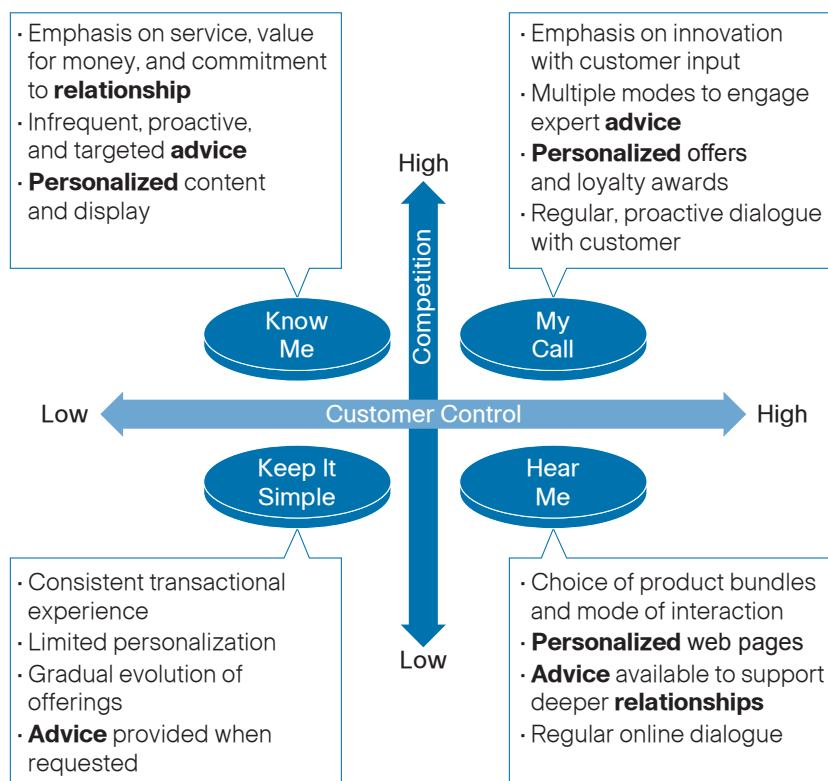 · Emphasis on service, value
for money, and commitment
to relationship
· Infrequent, proactive,
and targeted advice
· Personalized content
and display
· Emphasis on innovation
with customer input
· Multiple modes to engage
expert advice
· Personalized offers
and loyalty awards
· Regular, proactive dialogue
with customer
High
Competition
Know
Me
My
Call
Low
Customer Control
High
Keep It
Simple
Hear
Me
Low
· Consistent transactional
experience
· Limited personalization
· Gradual evolution of
offerings
· Advice provided when
requested
· Choice of product bundles
and mode of interaction
· Personalized web pages
· Advice available to support
deeper relationships
· Regular online dialogue